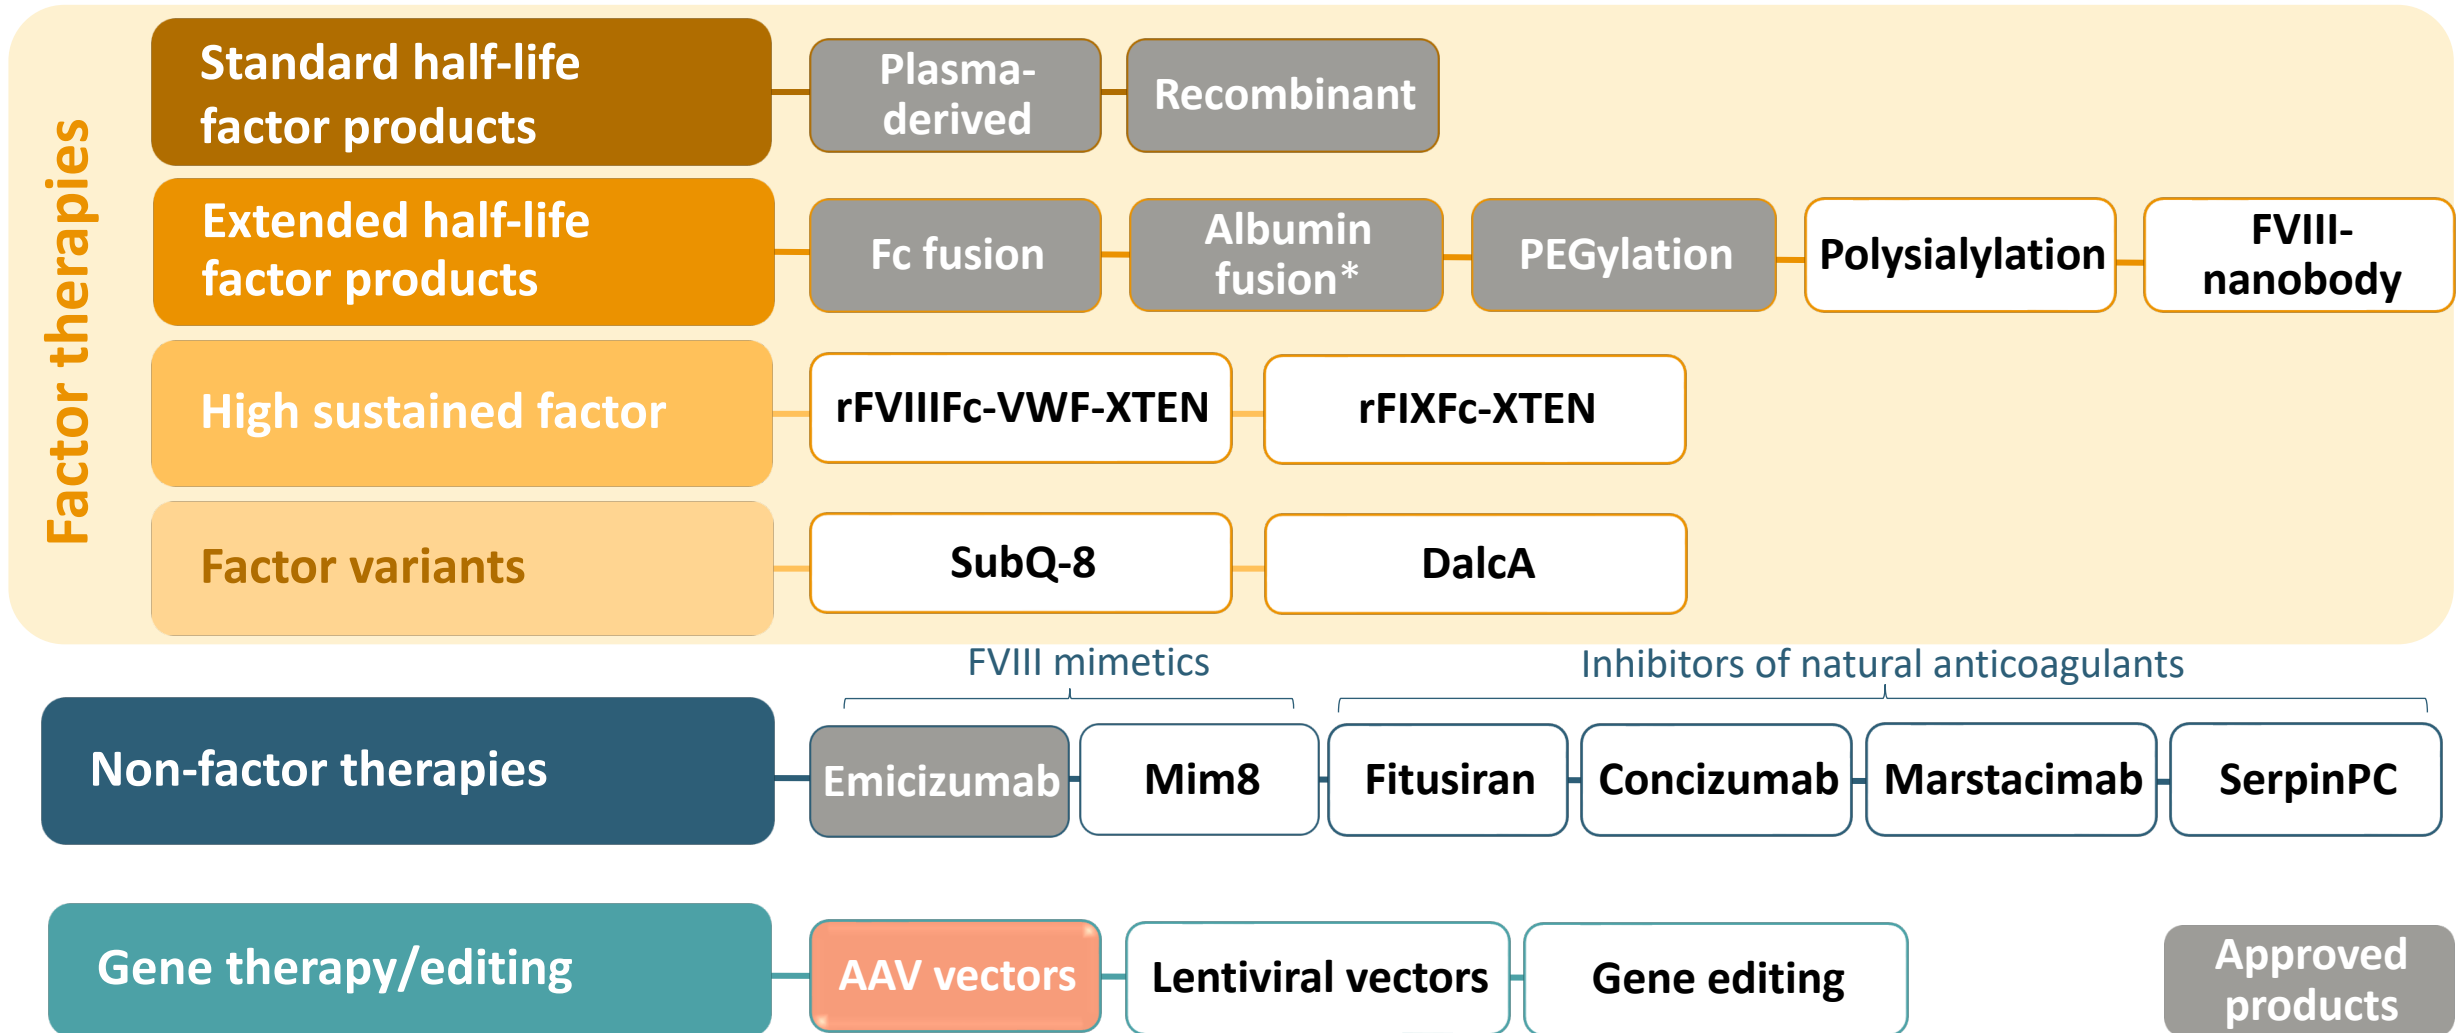 Factor therapies
Standard half-life
factor products
Plasma-
derived
Recombinant
Extended half-life
factor products
Fc fusion
Albumin
fusion*
PEGylation
Polysialylation
FVIII-
nanobody
High sustained factor
rFVIIIFc-VWF-XTEN
rFIXFc-XTEN
Factor variants
SubQ-8
DalcA
FVIII mimetics
Inhibitors of natural anticoagulants
Non-factor therapies
Emicizumab
Mim8
Fitusiran
Concizumab
Marstacimab
SerpinPC
Gene therapy/editing
AAV vectors
Lentiviral vectors
Gene editing
Approved
products